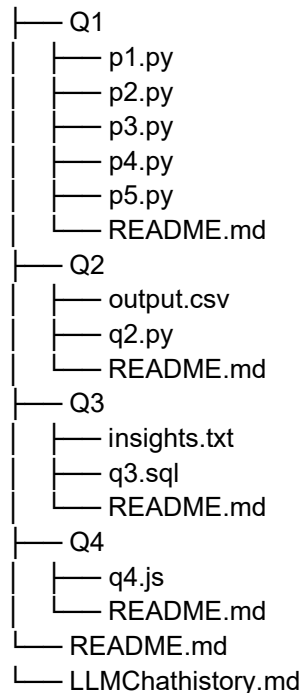 ├── Q1
│   ├── p1.py
│   ├── p2.py
│   ├── p3.py
│   ├── p4.py
│   ├── p5.py
│   └── README.md
├── Q2
│   ├── output.csv
│   ├── q2.py
│   └── README.md
├── Q3
│   ├── insights.txt
│   ├── q3.sql
│   └── README.md
├── Q4
│   ├── q4.js
│   └── README.md
└── README.md
└── LLMChathistory.md